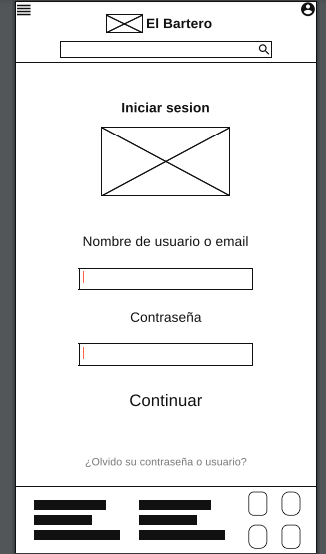 El Bartero
Iniciar sesion
Nombre de usuario o email
Contraseña
Continuar
¿Olvido su contraseña o usuario?